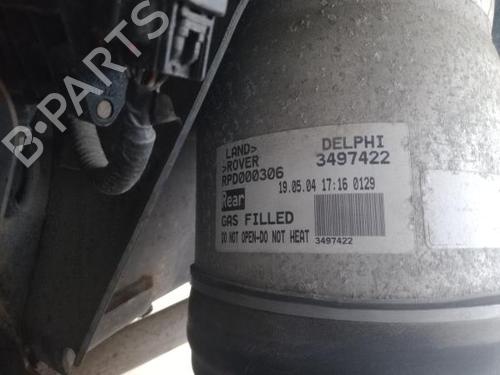 B-PARTS
LAND> DELPHI
>ROVER 3497422
RPD000306
19.05.04 17:16 0129
Rear
GAS FILLED
DO NOT OPEN-DO NOT HEAT 3497422